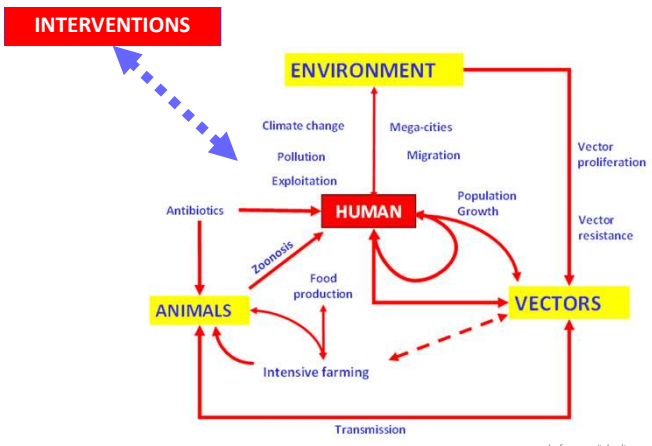 INTERVENTIONS
ENVIRONMENT
Climate change
Mega-cities
Pollution
Migration
Exploitation
Vector
proliferation
Antibiotics
HUMAN
Population
Growth
Vector
resistance
Zoonosis
Food
production
ANIMALS
VECTORS
Intensive farming
Transmission